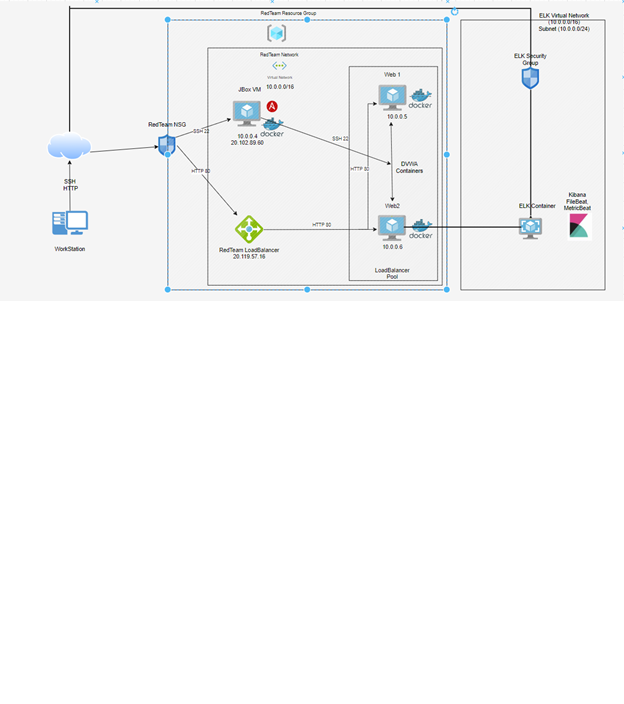 RedTeam Resource Group
ELK Virtual Network
(10.0.0.0/16)
Subnet (10.0.0.0/24)
RedTeam Network
Virtual Network
10.0.0.0/16
ELK Security
Group
JBox VM
A
docker
10.0.0.4
20.102.89.60
Web 1
docker
10.0.0.5
RedTeam NSG
SSH 22
SSH 22
HTTP 80
HTTP 80
DVWA
Containers
SSH
HTTP
WorkStation
RedTeam LoadBalancer
20.119.57.16
HTTP 80
Web2
docker
10.0.0.6
LoadBalancer
Pool
ELK Container
Kibana
FileBeat,
MetricBeat